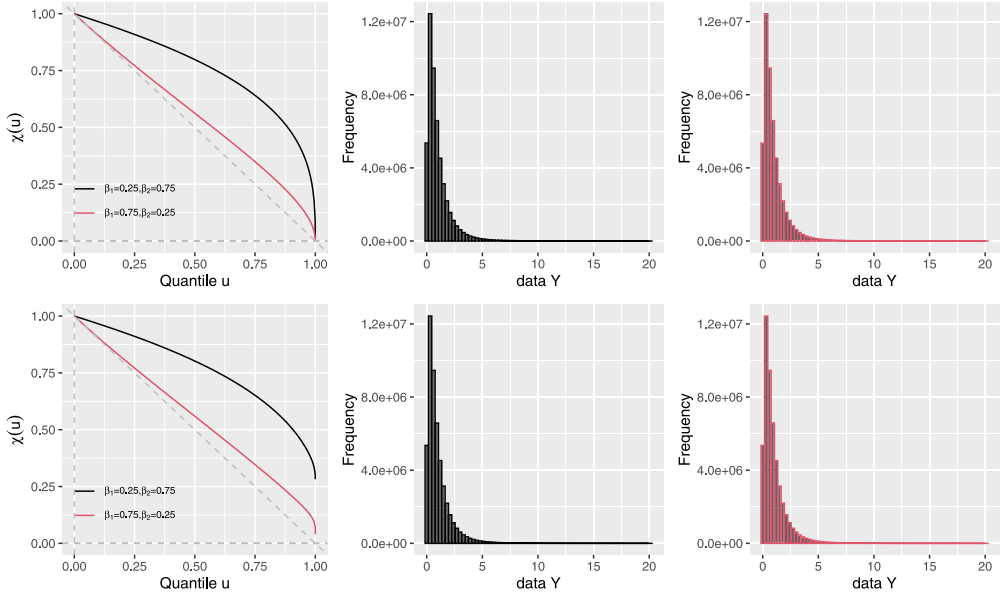 1.00
0.75
0.50
0.25
0.00
χ(u)
β₁=0.25,β₂=0.75
β₁=0.75,β₂=0.25
0.00 0.25 0.50 0.75 1.00
Quantile u
1.2e+07
8.0e+06
4.0e+06
0.0e+00
Frequency
0 5 10 15 20
data Y
1.2e+07
8.0e+06
4.0e+06
0.0e+00
Frequency
0 5 10 15 20
data Y
1.00
0.75
0.50
0.25
0.00
χ(u)
β₁=0.25,β₂=0.75
β₁=0.75,β₂=0.25
0.00 0.25 0.50 0.75 1.00
Quantile u
1.2e+07
8.0e+06
4.0e+06
0.0e+00
Frequency
0 5 10 15 20
data Y
1.2e+07
8.0e+06
4.0e+06
0.0e+00
Frequency
0 5 10 15 20
data Y